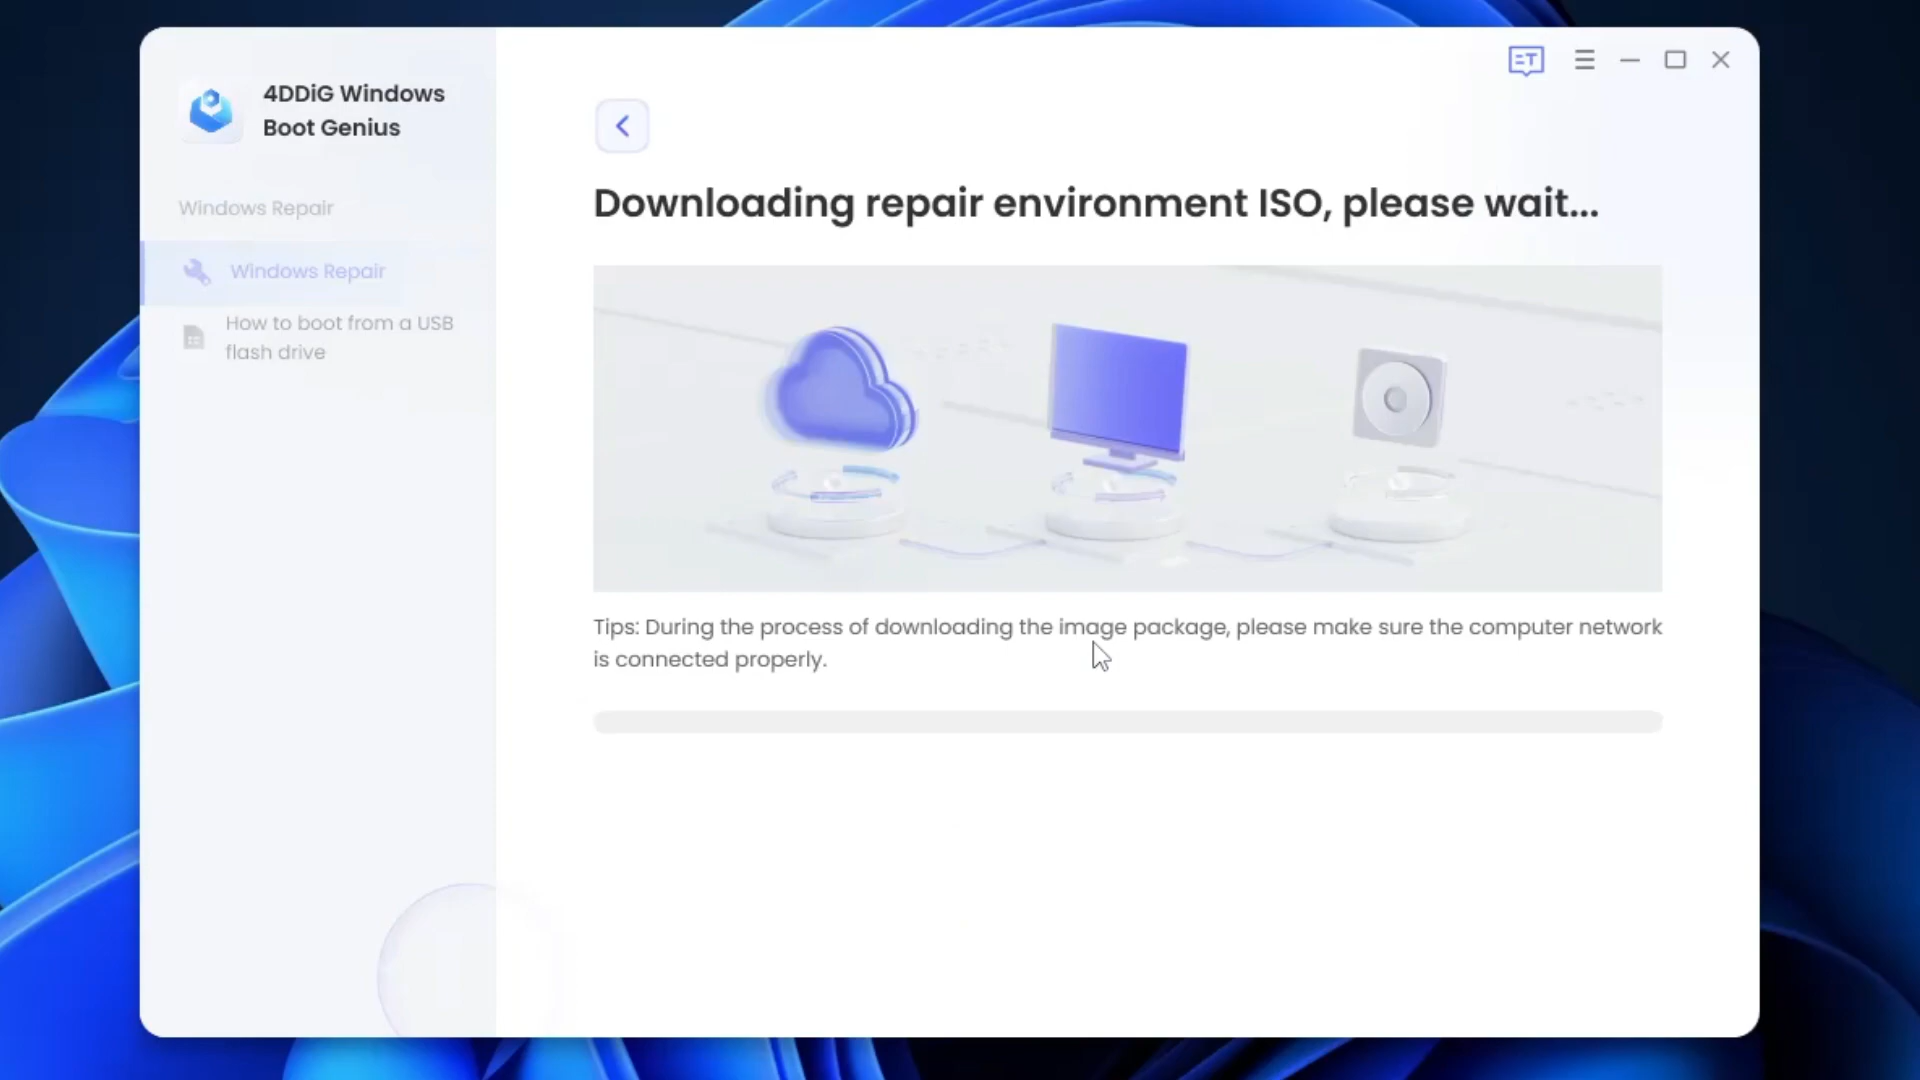 4DDiG Windows
Boot Genius
Windows Repair
Windows Repair
How to boot from a USB
flash drive
Downloading repair environment ISO, please wait...
Tips: During the process of downloading the image package, please make sure the computer network
is connected properly.